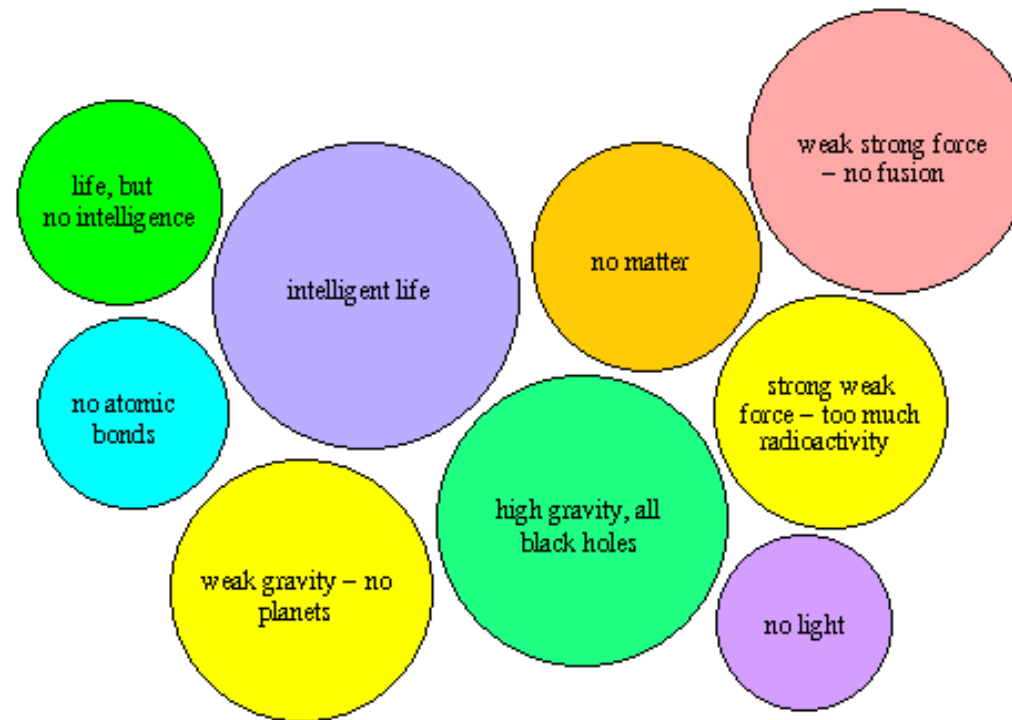 weak strong force
– no fusion
life, but
no intelligence
no matter
intelligent life
no atomic
bonds
strong weak
force – too much
radioactivity
high gravity, all
black holes
weak gravity – no
planets
no light